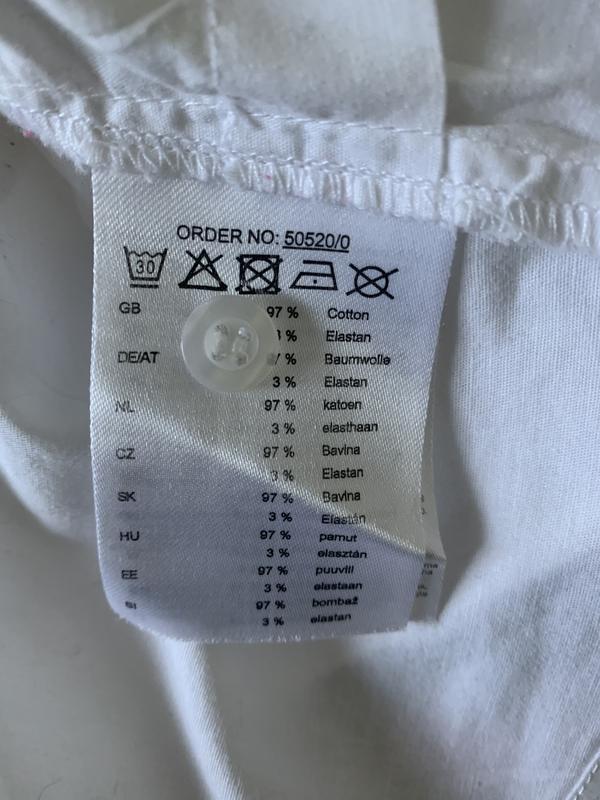 ORDER NO: 50520/0
30
GB 97 % Cotton
% Elastan
DE/AT % Baumwolle
3 % Elastan
NL 97 % katoen
3 % elasthaan
CZ 97 % Bavlna
3 % Elastan
SK 97 % Bavlna
3 % Elastán
HU 97 % pamut
3 % elasztán
EE 97 % puuvill
3 % elastaan
SI 97 % bombaž
3 % elastan